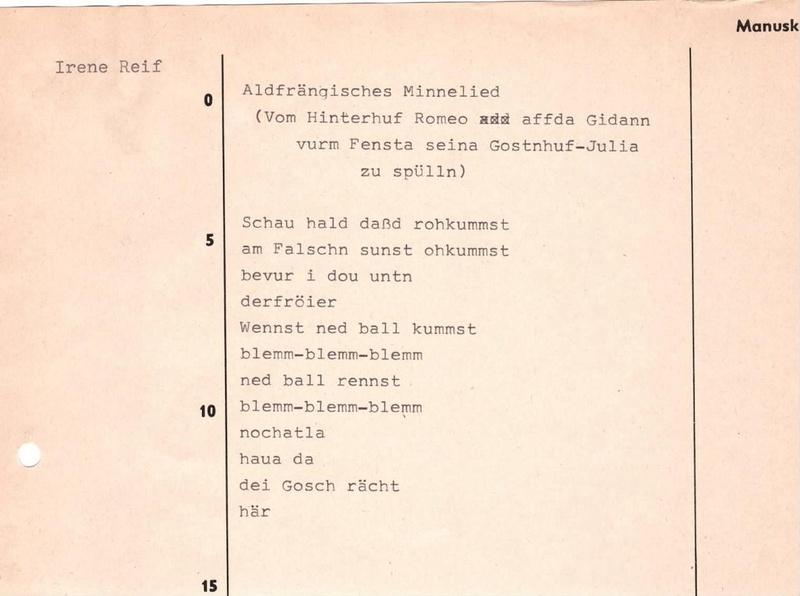 Manusk
Irene Reif
0
Aldfrängisches Minnelied
(Vom Hinterhuf Romeo affda Gidann
vurm Fensta seina Gostnhuf-Julia
zu spülln)
Schau hald daßd rohkummst
5
am Falschn sunst ohkummst
bevur i dou untn
derfröier
Wennst ned ball kummst
blemm-blemm-blemm
ned ball rennst
10
blemm-blemm-blemm
nochatla
haua da
dei Gosch rächt
här
15